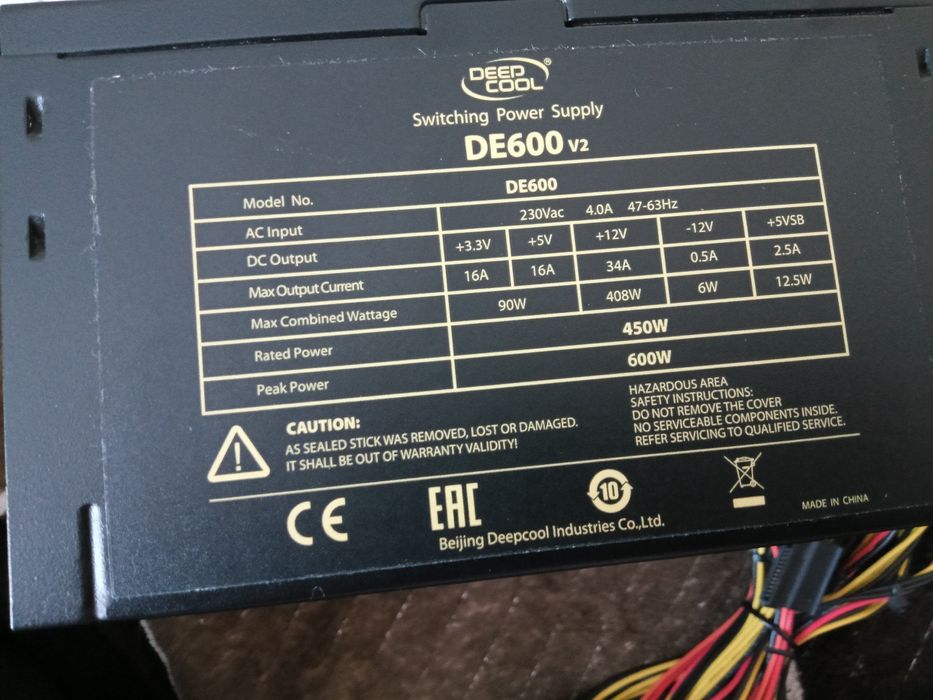 DEEP
COOL®
Switching Power Supply
DE600 V2
Model No. DE600
AC Input 230Vac 4.0A 47-63Hz
DC Output +3.3V +5V +12V -12V +5VSB
Max Output Current 16A 16A 34A 0.5A 2.5A
Max Combined Wattage 90W 408W 6W 12.5W
Rated Power 450W
Peak Power 600W
CAUTION:
AS SEALED STICK WAS REMOVED, LOST OR DAMAGED.
IT SHALL BE OUT OF WARRANTY VALIDITY!
HAZARDOUS AREA
SAFETY INSTRUCTIONS:
DO NOT REMOVE THE COVER
NO SERVICEABLE COMPONENTS INSIDE.
REFER SERVICING TO QUALIFIED SERVICE.
CE EAC 10
Beijing Deepcool Industries Co.,Ltd.
MADE IN CHINA